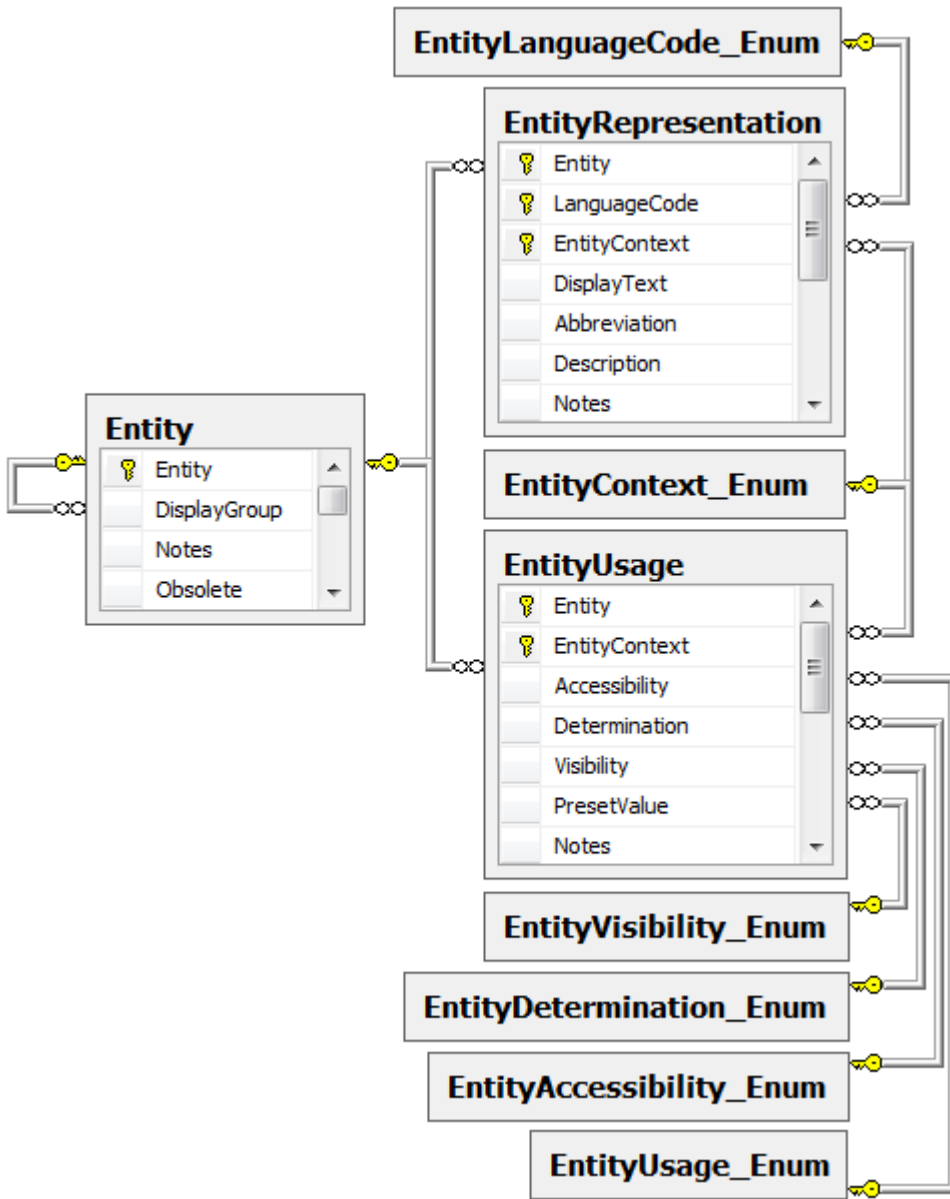 EntityLanguageCode_Enum
EntityRepresentation
Entity
LanguageCode
EntityContext
DisplayText
Abbreviation
Description
Notes
Entity
Entity
DisplayGroup
Notes
Obsolete
EntityContext_Enum
EntityUsage
Entity
EntityContext
Accessibility
Determination
Visibility
PresetValue
Notes
EntityVisibility_Enum
EntityDetermination_Enum
EntityAccessibility_Enum
EntityUsage_Enum